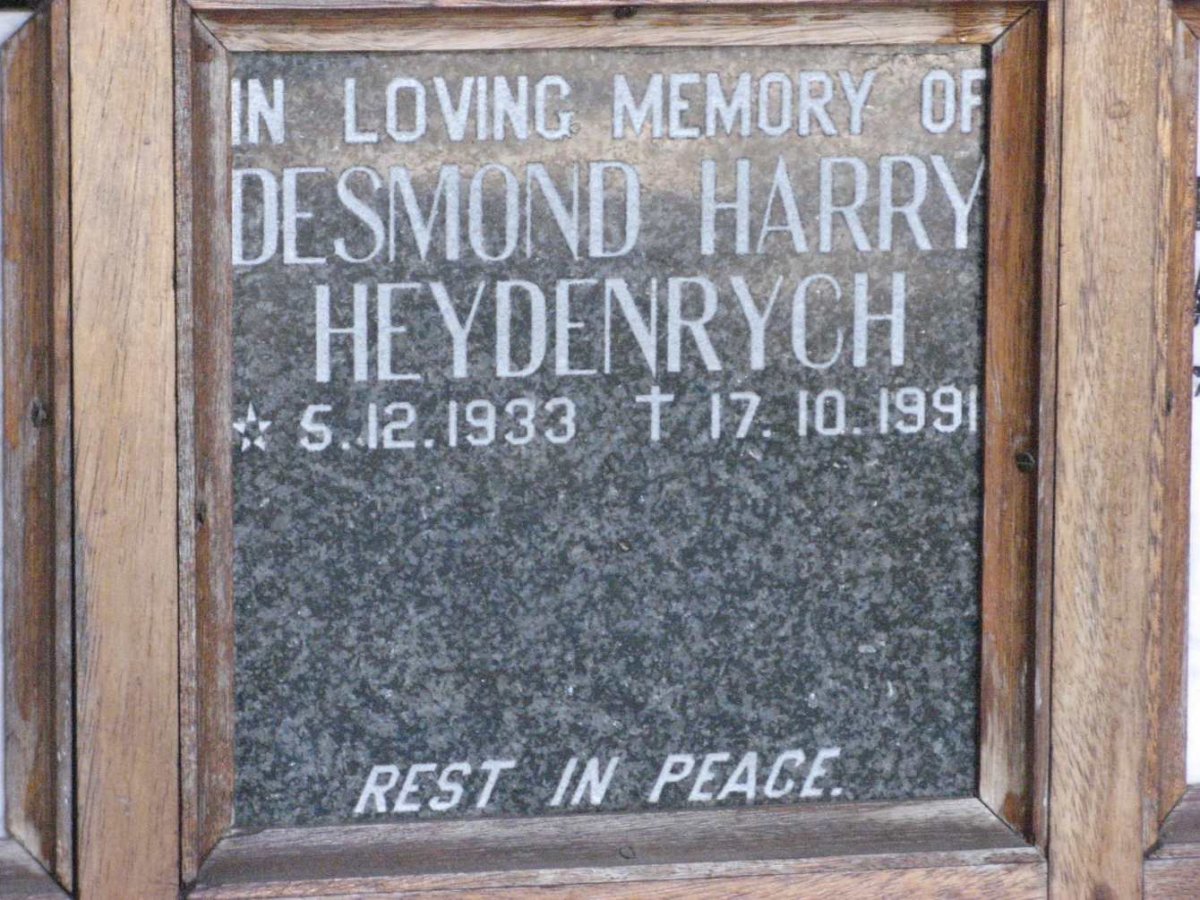 IN LOVING MEMORY OF
DESMOND HARRY
HEYDENRYCH
☆ 5.12.1933 † 17.10.1991
REST IN PEACE.